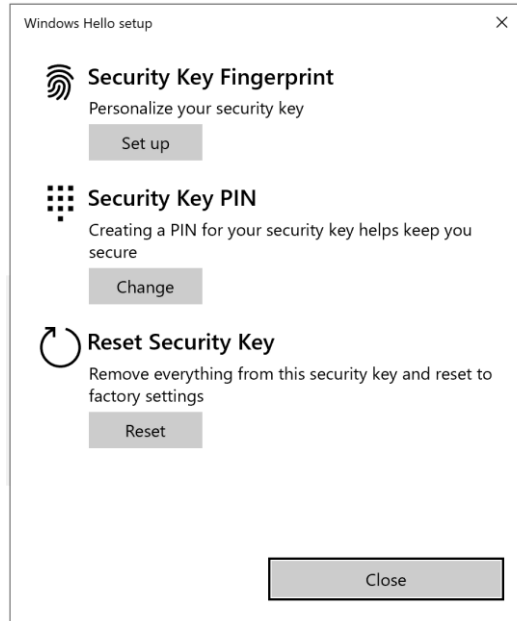 Windows Hello setup
Security Key Fingerprint
Personalize your security key
Set up
Security Key PIN
Creating a PIN for your security key helps keep you
secure
Change
Reset Security Key
Remove everything from this security key and reset to
factory settings
Reset
Close